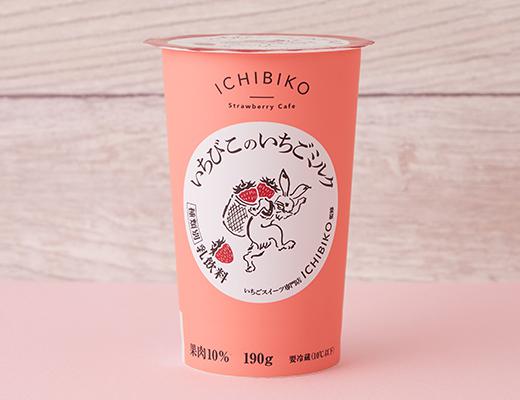 ICHIBIKO
Strawberry Cafe
いちびこのいちごミルク
種類別 乳飲料
いちごスイーツ専門店 ICHIBIKO 監修
果肉10% 190g 要冷蔵(10℃以下)